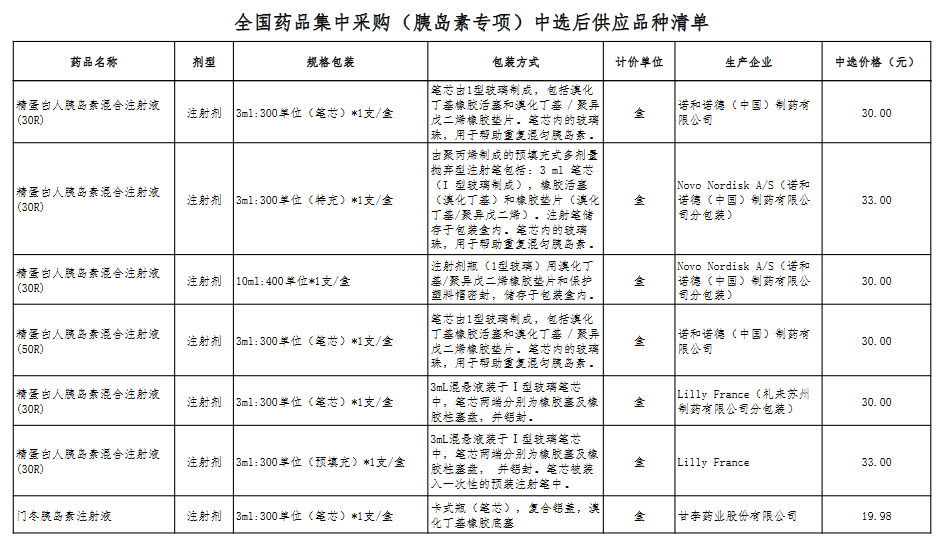 全国药品集中采购（胰岛素专项）中选后供应品种清单
药品名称 剂型 规格包装 包装方式 计价单位 生产企业 中选价格（元）
精蛋白人胰岛素混合注射液
(30R)
注射剂
3ml:300单位（笔芯）*1支/盒
笔芯由1型玻璃制成，包括溴化
丁基橡胶活塞和溴化丁基 / 聚异
戊二烯橡胶垫片。笔芯内的玻璃
珠，用于帮助重复混匀胰岛素。
盒
诺和诺德（中国）制药有
限公司
30.00
精蛋白人胰岛素混合注射液
(30R)
注射剂
3ml:300单位（特充）*1支/盒
由聚丙烯制成的预填充式多剂量
抛弃型注射笔包括：3 ml 笔芯
（I 型玻璃制成），橡胶活塞
（溴化丁基）和橡胶垫片（溴化
丁基/聚异戊二烯）。注射笔储
存于包装盒内。笔芯内的玻璃
珠，用于帮助重复混匀胰岛素。
盒
Novo Nordisk A/S（诺和
诺德（中国）制药有限公
司分包装）
33.00
精蛋白人胰岛素混合注射液
(30R)
注射剂
10ml:400单位*1支/盒
注射剂瓶（1型玻璃）用溴化丁
基/聚异戊二烯橡胶垫片和保护
塑料帽密封，储存于包装盒内。
盒
Novo Nordisk A/S（诺和
诺德（中国）制药有限公
司分包装）
30.00
精蛋白人胰岛素混合注射液
(50R)
注射剂
3ml:300单位（笔芯）*1支/盒
笔芯由1型玻璃制成，包括溴化
丁基橡胶活塞和溴化丁基 / 聚异
戊二烯橡胶垫片。笔芯内的玻璃
珠，用于帮助重复混匀胰岛素。
盒
诺和诺德（中国）制药有
限公司
30.00
精蛋白人胰岛素混合注射液
(30R)
注射剂
3ml:300单位（笔芯）*1支/盒
3mL混悬液装于Ⅰ型玻璃笔芯
中，笔芯两端分别为橡胶塞及橡
胶柱塞盘，并铝封。
盒
Lilly France（礼来苏州
制药有限公司分包装）
30.00
精蛋白人胰岛素混合注射液
(30R)
注射剂
3ml:300单位（预填充）*1支/盒
3mL混悬液装于Ⅰ型玻璃笔芯
中，笔芯两端分别为橡胶塞及橡
胶柱塞盘， 并铝封。笔芯被装
入一次性的预装注射笔中。
盒
Lilly France
33.00
门冬胰岛素注射液
注射剂
3ml:300单位（笔芯）*1支/盒
卡式瓶（笔芯），复合铝盖，溴
化丁基橡胶底塞
盒
甘李药业股份有限公司
19.98